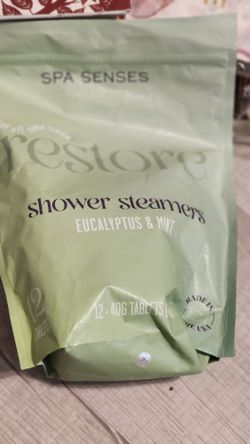 SPA SENSES
restore
shower steamers
EUCALYPTUS & MINT
12 - 40G TABLETS
MADE IN
USA